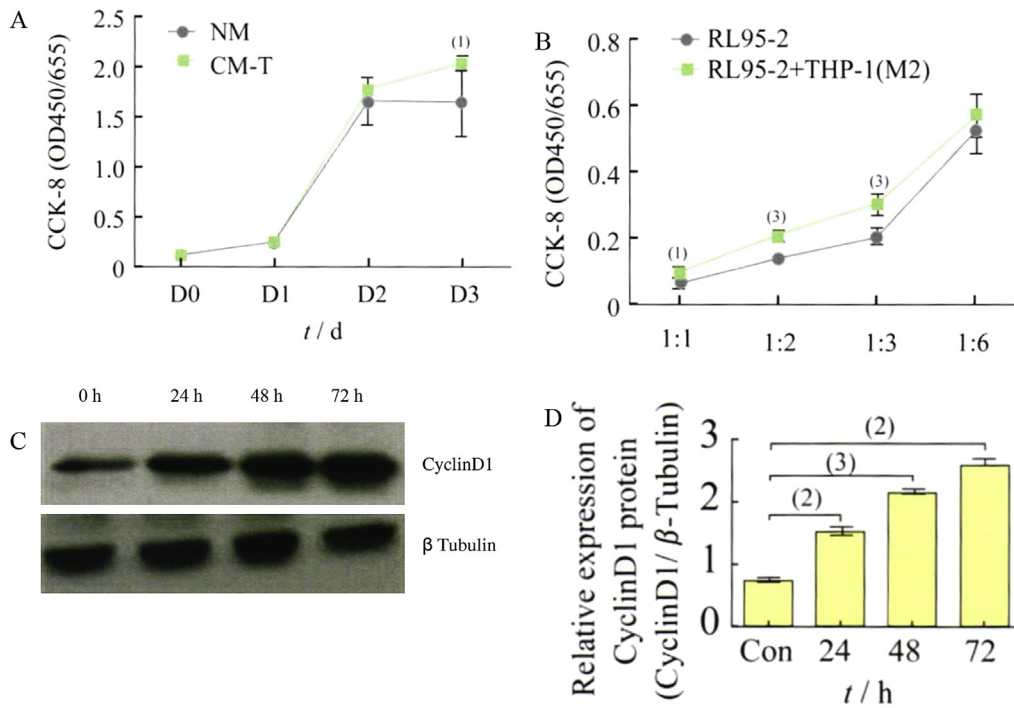 A
2.5
2.0
1.5
1.0
0.5
0
CCK-8 (OD450/655)
NM
CM-T
(1)
D0 D1 D2 D3
t / d
B
0.8
0.6
0.4
0.2
0
CCK-8 (OD450/655)
RL95-2
RL95-2+THP-1(M2)
(1) (3) (3)
1:1 1:2 1:3 1:6
C
0 h 24 h 48 h 72 h
CyclinD1
β Tubulin
D
Relative expression of
CyclinD1 protein
(CyclinD1/β-Tubulin)
3
2
1
0
(2)
(3)
(2)
Con 24 48 72
t / h